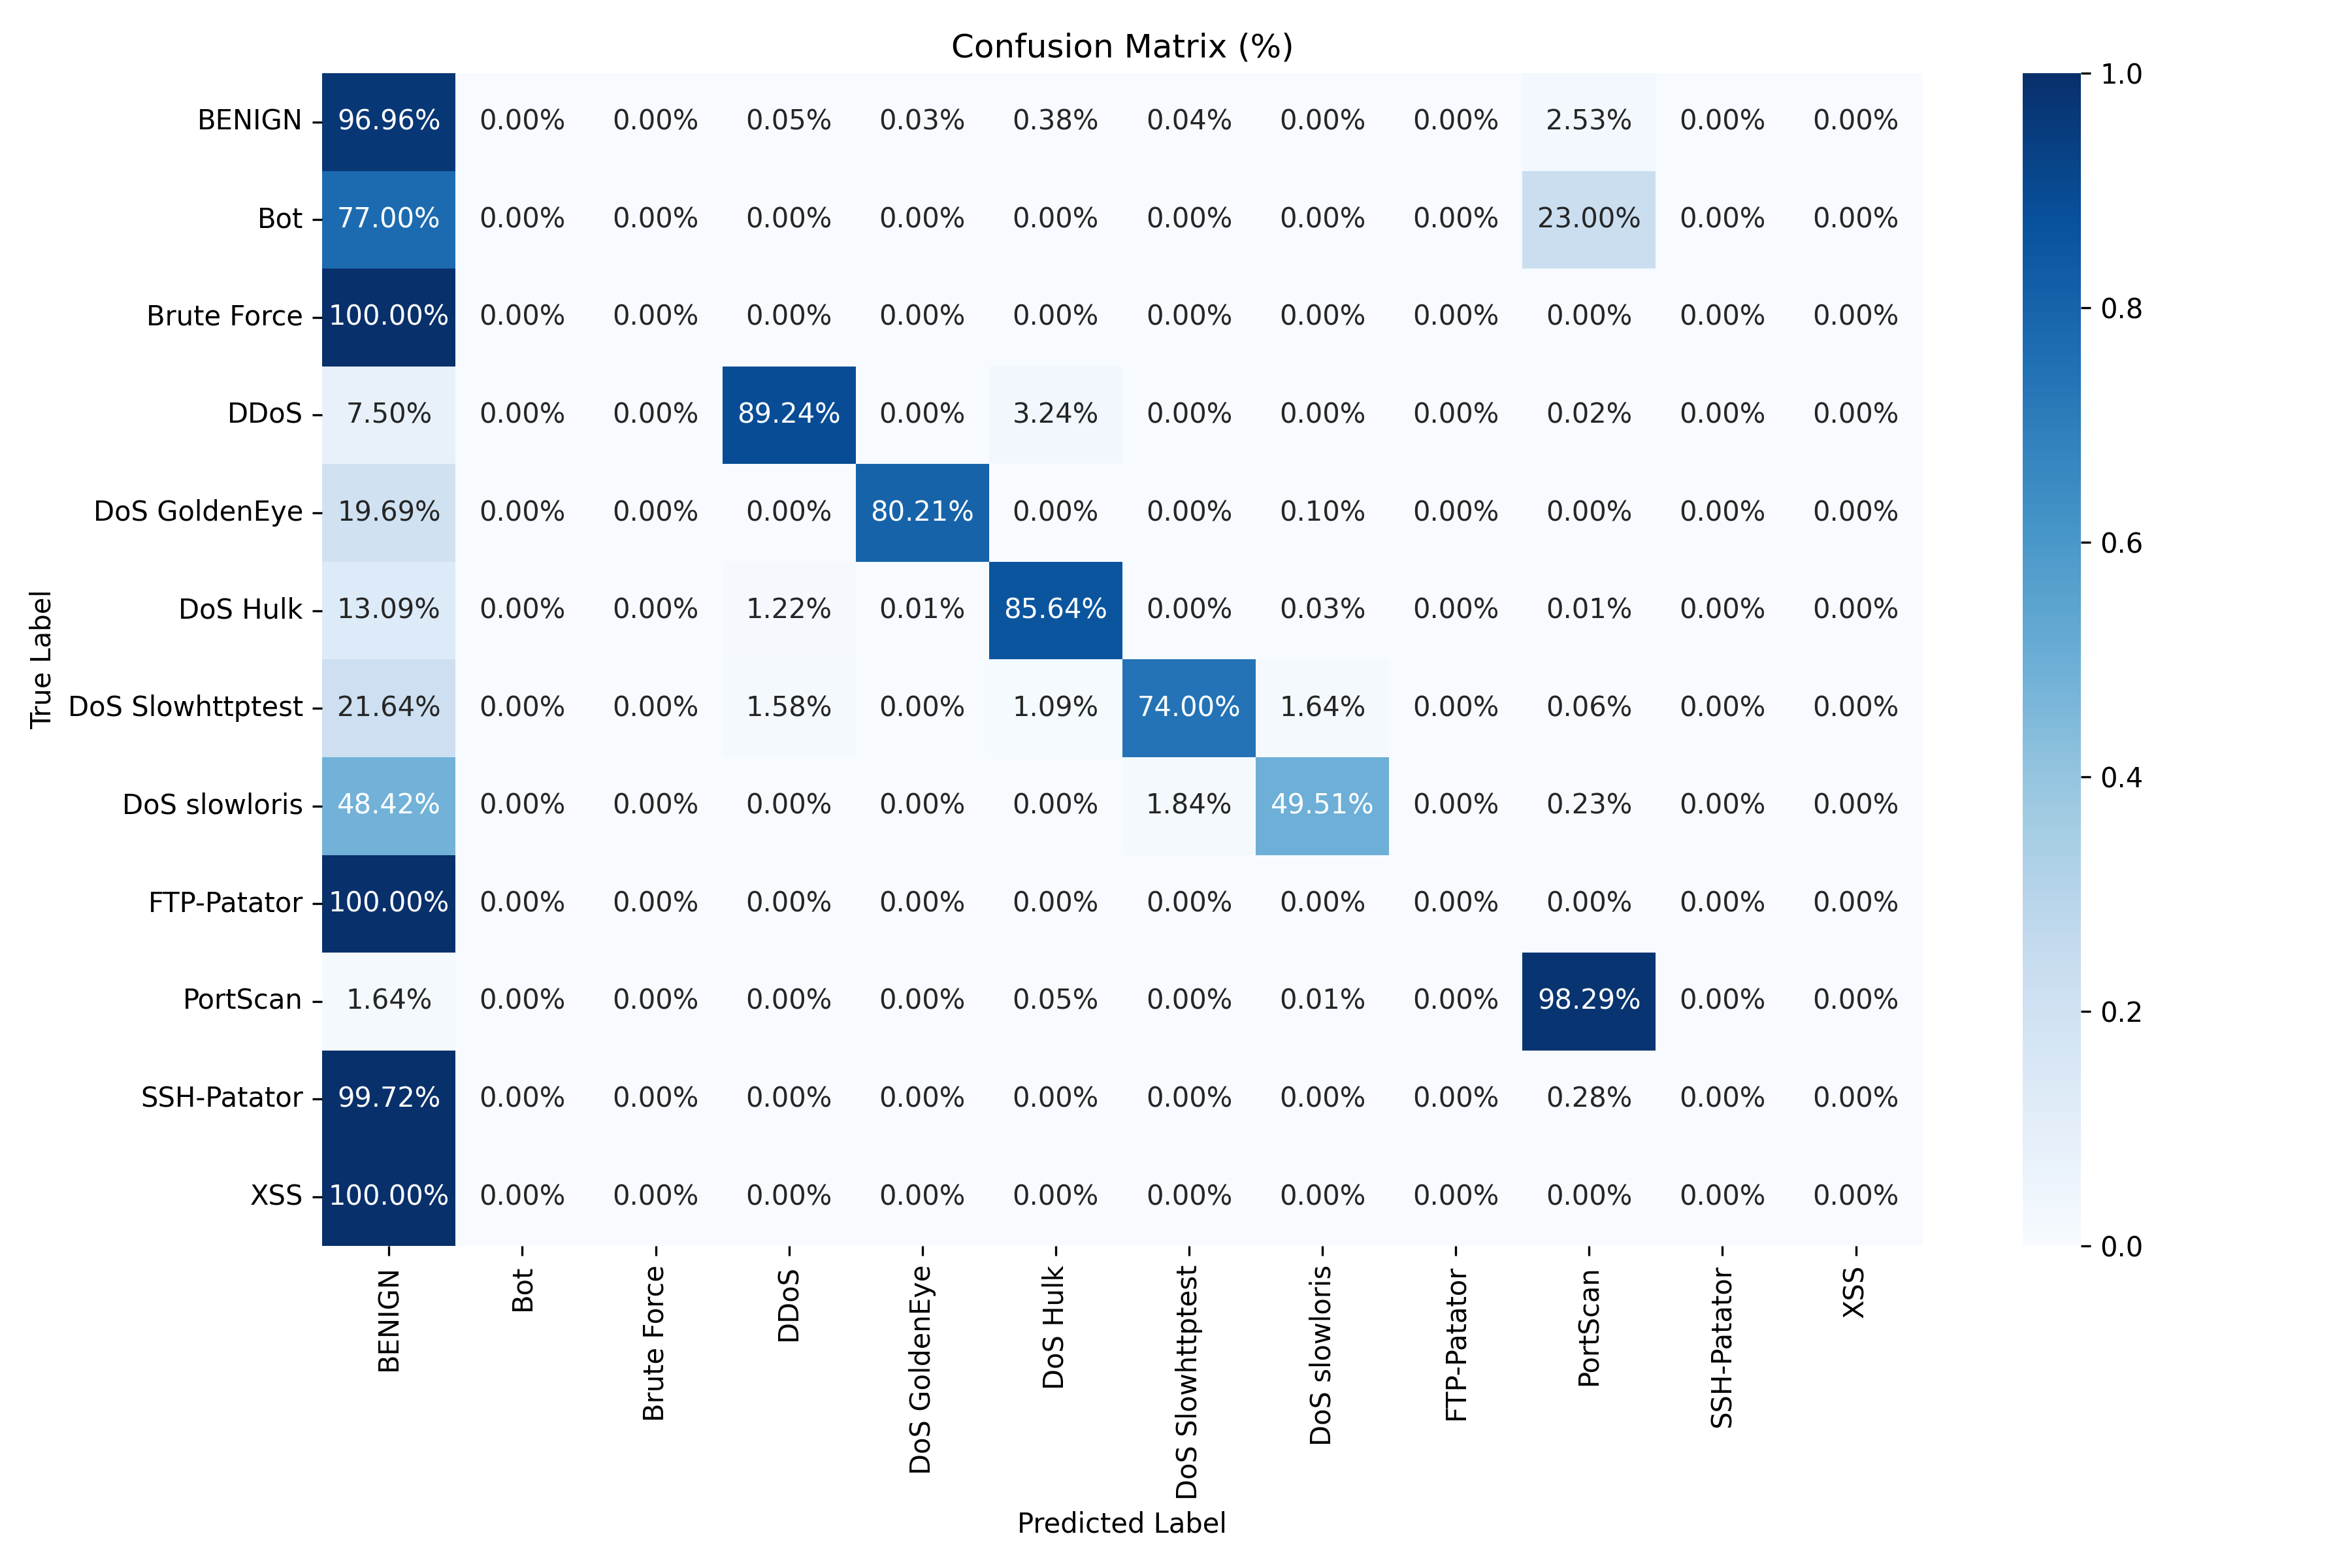 Confusion Matrix (%)
True Label
BENIGN 96.96% 0.00% 0.00% 0.05% 0.03% 0.38% 0.04% 0.00% 0.00% 2.53% 0.00% 0.00%
Bot 77.00% 0.00% 0.00% 0.00% 0.00% 0.00% 0.00% 0.00% 0.00% 23.00% 0.00% 0.00%
Brute Force 100.00% 0.00% 0.00% 0.00% 0.00% 0.00% 0.00% 0.00% 0.00% 0.00% 0.00% 0.00%
DDoS 7.50% 0.00% 0.00% 89.24% 0.00% 3.24% 0.00% 0.00% 0.00% 0.02% 0.00% 0.00%
DoS GoldenEye 19.69% 0.00% 0.00% 0.00% 80.21% 0.00% 0.00% 0.10% 0.00% 0.00% 0.00% 0.00%
DoS Hulk 13.09% 0.00% 0.00% 1.22% 0.01% 85.64% 0.00% 0.03% 0.00% 0.01% 0.00% 0.00%
DoS Slowhttptest 21.64% 0.00% 0.00% 1.58% 0.00% 1.09% 74.00% 1.64% 0.00% 0.06% 0.00% 0.00%
DoS slowloris 48.42% 0.00% 0.00% 0.00% 0.00% 0.00% 1.84% 49.51% 0.00% 0.23% 0.00% 0.00%
FTP-Patator 100.00% 0.00% 0.00% 0.00% 0.00% 0.00% 0.00% 0.00% 0.00% 0.00% 0.00% 0.00%
PortScan 1.64% 0.00% 0.00% 0.00% 0.00% 0.05% 0.00% 0.01% 0.00% 98.29% 0.00% 0.00%
SSH-Patator 99.72% 0.00% 0.00% 0.00% 0.00% 0.00% 0.00% 0.00% 0.00% 0.28% 0.00% 0.00%
XSS 100.00% 0.00% 0.00% 0.00% 0.00% 0.00% 0.00% 0.00% 0.00% 0.00% 0.00% 0.00%
BENIGN
Bot
Brute Force
DDoS
DoS GoldenEye
DoS Hulk
DoS Slowhttptest
DoS slowloris
FTP-Patator
PortScan
SSH-Patator
XSS
Predicted Label
1.0
0.8
0.6
0.4
0.2
0.0